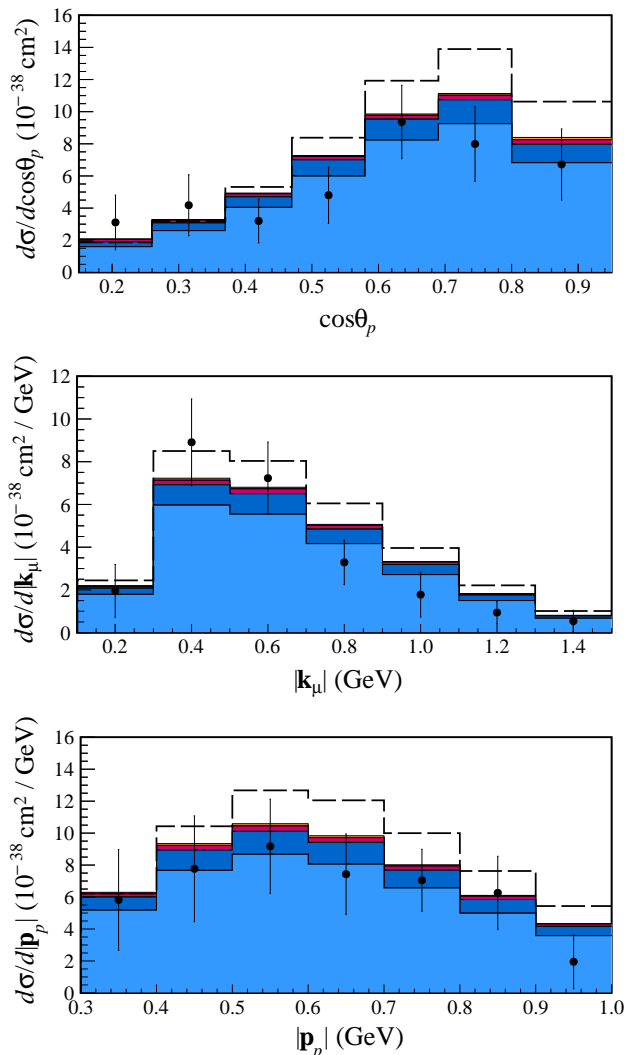 16
14
12
10
8
6
4
2
0
dσ/dcosθp (10⁻³⁸ cm²)
0.2 0.3 0.4 0.5 0.6 0.7 0.8 0.9
cosθp
12
10
8
6
4
2
0
dσ/d|kμ| (10⁻³⁸ cm² / GeV)
0.2 0.4 0.6 0.8 1.0 1.2 1.4
|kμ| (GeV)
16
14
12
10
8
6
4
2
0
dσ/d|pp| (10⁻³⁸ cm² / GeV)
0.3 0.4 0.5 0.6 0.7 0.8 0.9 1.0
|pp| (GeV)